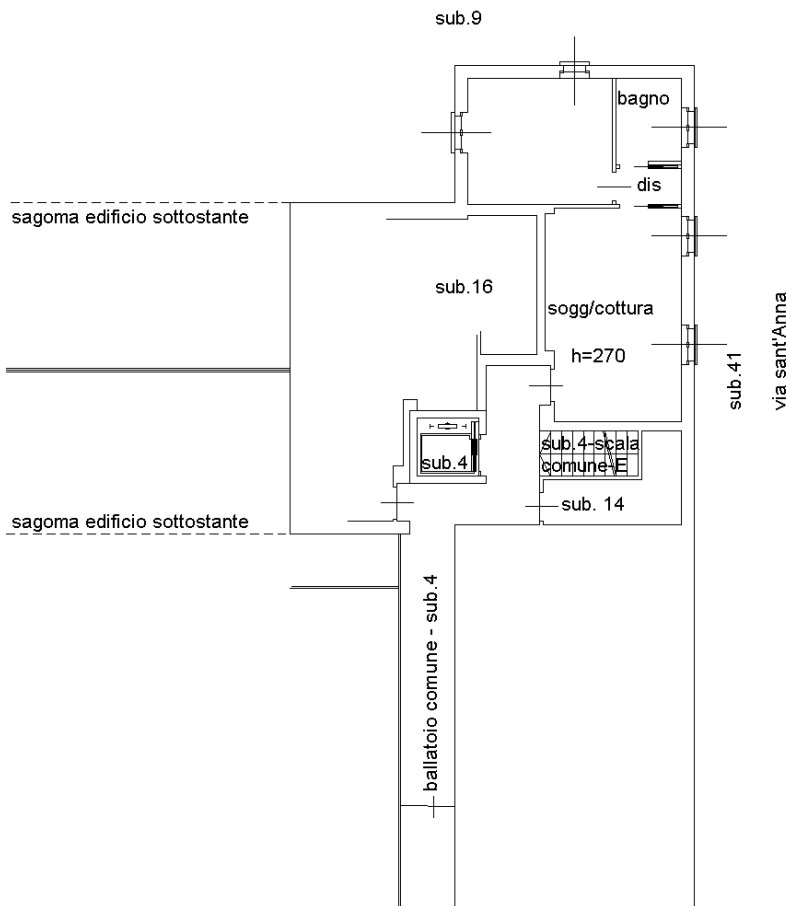 sub.9
bagno
dis
sagoma edificio sottostante
sub.16
sogg/cottura
h=270
sub.41
via sant'Anna
sub.4-scala
comune-E
sub.4
sub. 14
sagoma edificio sottostante
ballatoio comune - sub.4